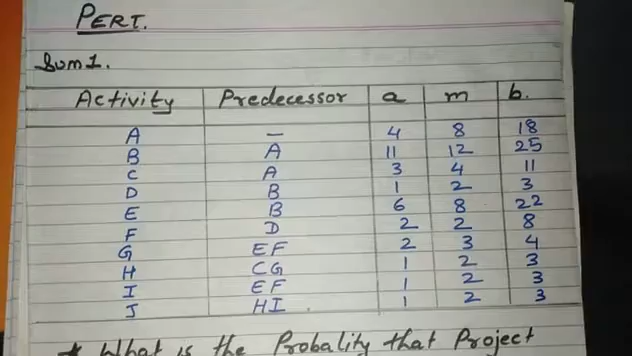 PERT.
Sum 1.
Activity Predecessor a m b.
A — 4 8 18
B A 11 12 25
C A 3 4 11
D B 1 2 3
E B 6 8 22
F D 2 2 8
G EF 2 3 4
H CG 1 2 3
I EF 1 2 3
J HI 1 2 3
* What is the Probality that Project